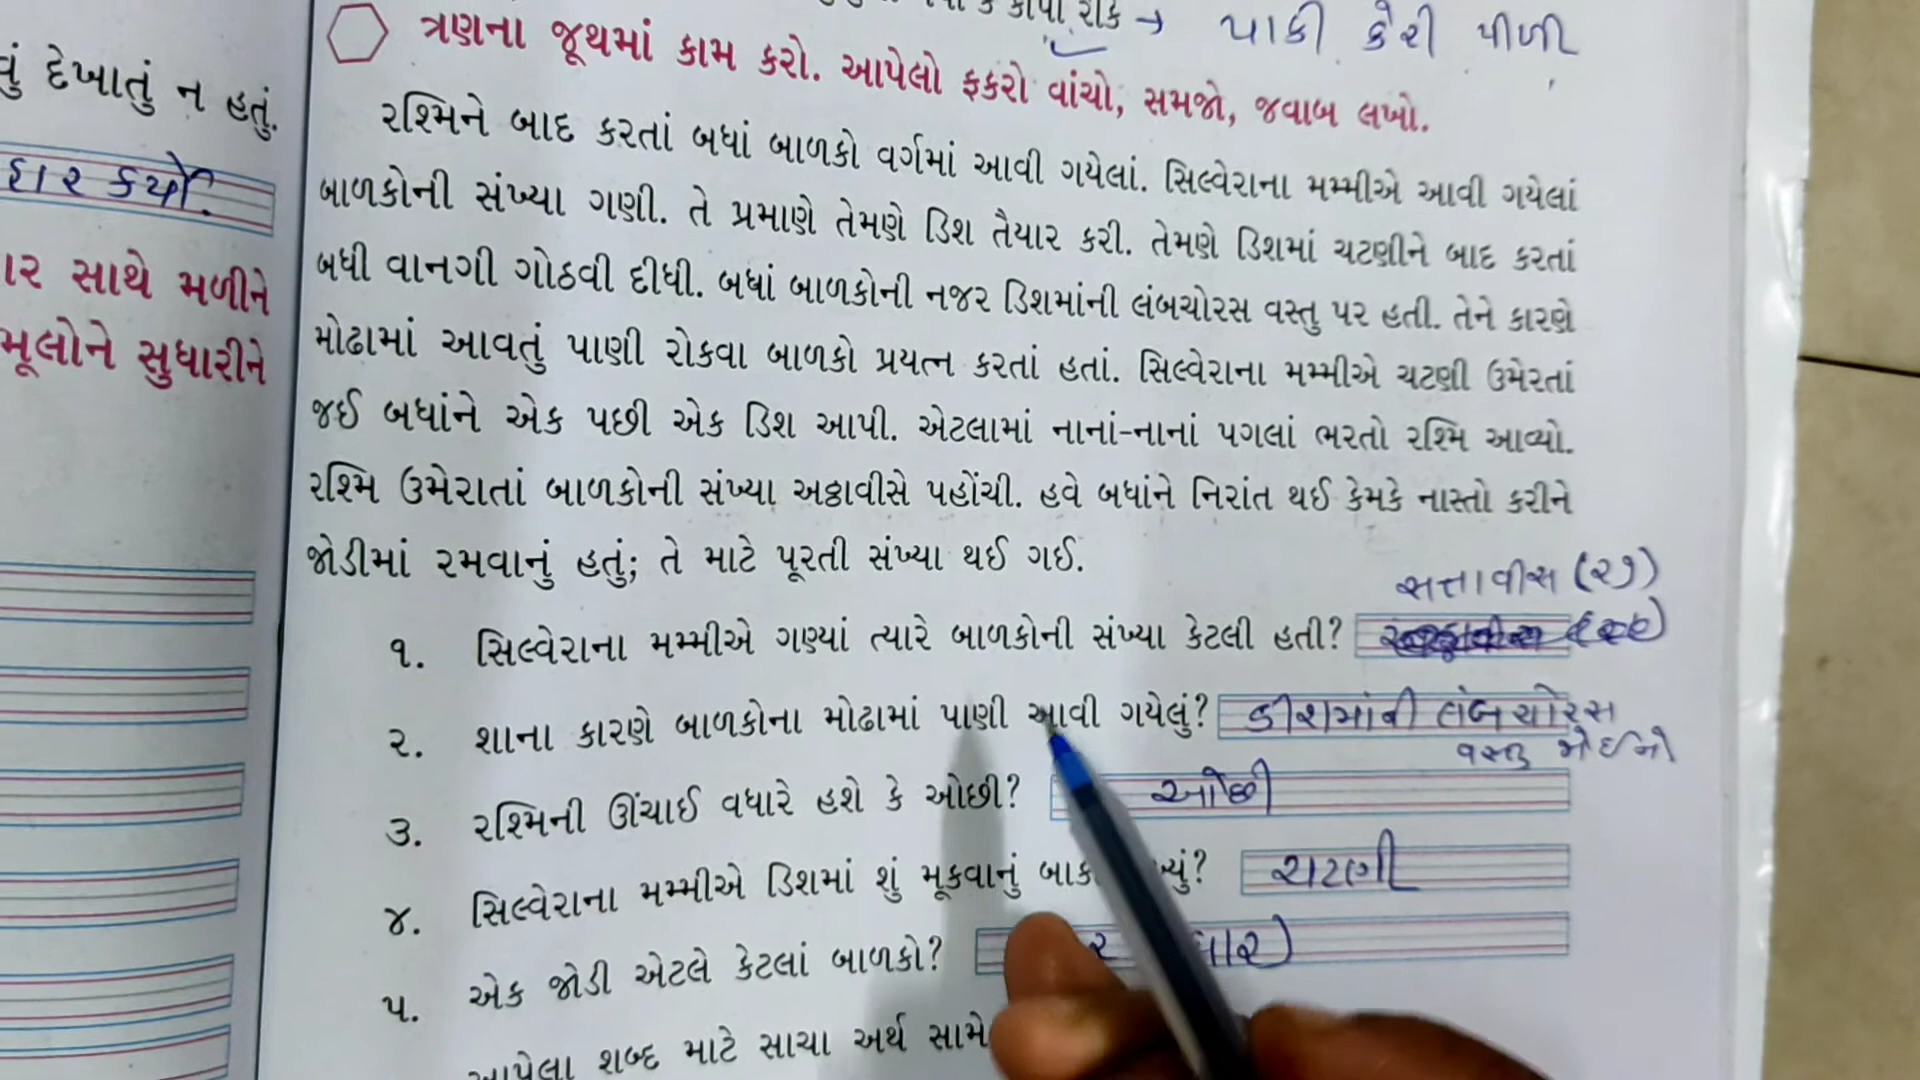 વું દેખાતું ન હતું.
ાર સાથે મળીને
મૂલોને સુધારીને
→ પાકી કેરી પીળી
ત્રણના જૂથમાં કામ કરો. આપેલો ફકરો વાંચો, સમજો, જવાબ લખો.
રશ્મિને બાદ કરતાં બધાં બાળકો વર્ગમાં આવી ગયેલાં. સિલ્વેરાના મમ્મીએ આવી ગયેલાં
બાળકોની સંખ્યા ગણી. તે પ્રમાણે તેમણે ડિશ તૈયાર કરી. તેમણે ડિશમાં ચટણીને બાદ કરતાં
બધી વાનગી ગોઠવી દીધી. બધાં બાળકોની નજર ડિશમાંની લંબચોરસ વસ્તુ પર હતી. તેને કારણે
મોઢામાં આવતું પાણી રોકવા બાળકો પ્રયત્ન કરતાં હતાં. સિલ્વેરાના મમ્મીએ ચટણી ઉમેરતાં
જઈ બધાંને એક પછી એક ડિશ આપી. એટલામાં નાનાં-નાનાં પગલાં ભરતો રશ્મિ આવ્યો.
રશ્મિ ઉમેરાતાં બાળકોની સંખ્યા અઠ્ઠાવીસે પહોંચી. હવે બધાંને નિરાંત થઈ કેમકે નાસ્તો કરીને
જોડીમાં રમવાનું હતું; તે માટે પૂરતી સંખ્યા થઈ ગઈ.
સત્તાવીસ (૨૭)
૧. સિલ્વેરાના મમ્મીએ ગણ્યાં ત્યારે બાળકોની સંખ્યા કેટલી હતી?
૨. શાના કારણે બાળકોના મોઢામાં પાણી આવી ગયેલું? ડીશમાંની લંબચોરસ
વસ્તુ જોઈને
૩. રશ્મિની ઊંચાઈ વધારે હશે કે ઓછી? ઓછી
૪. સિલ્વેરાના મમ્મીએ ડિશમાં શું મૂકવાનું ચટણી
૫. એક જોડી એટલે કેટલાં બાળકો?
આપેલા શબ્દ માટે સાચા અર્થ સામે